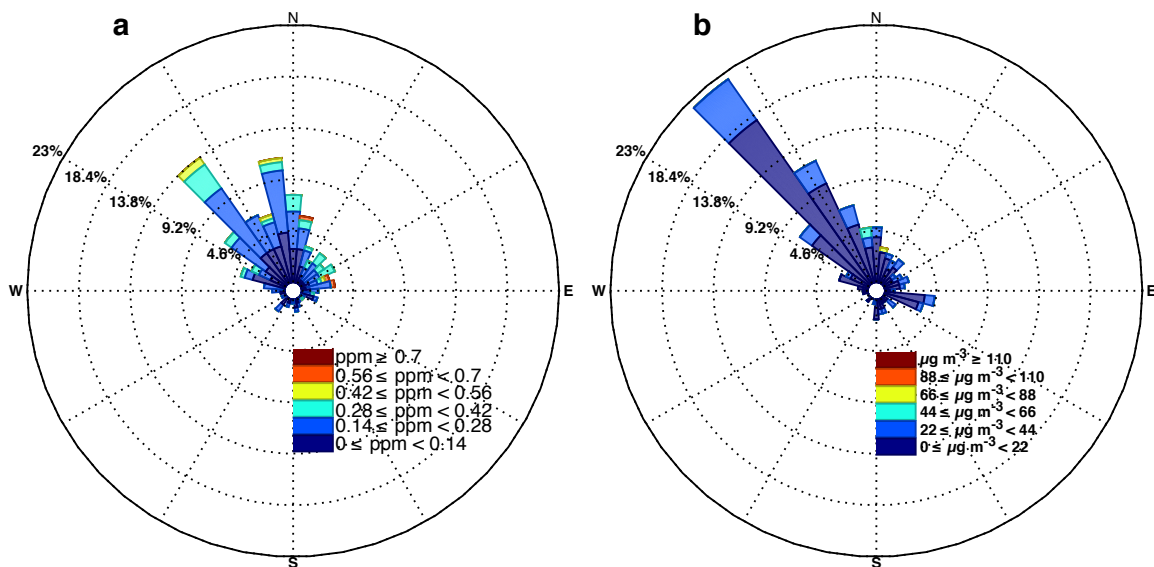 a
N
23%
18.4%
13.8%
9.2%
4.6%
W
E
ppm ≥ 0.7
0.56 ≤ ppm < 0.7
0.42 ≤ ppm < 0.56
0.28 ≤ ppm < 0.42
0.14 ≤ ppm < 0.28
0 ≤ ppm < 0.14
S
b
N
23%
18.4%
13.8%
9.2%
4.6%
W
E
µg m⁻³ ≥ 110
88 ≤ µg m⁻³ < 110
66 ≤ µg m⁻³ < 88
44 ≤ µg m⁻³ < 66
22 ≤ µg m⁻³ < 44
0 ≤ µg m⁻³ < 22
S